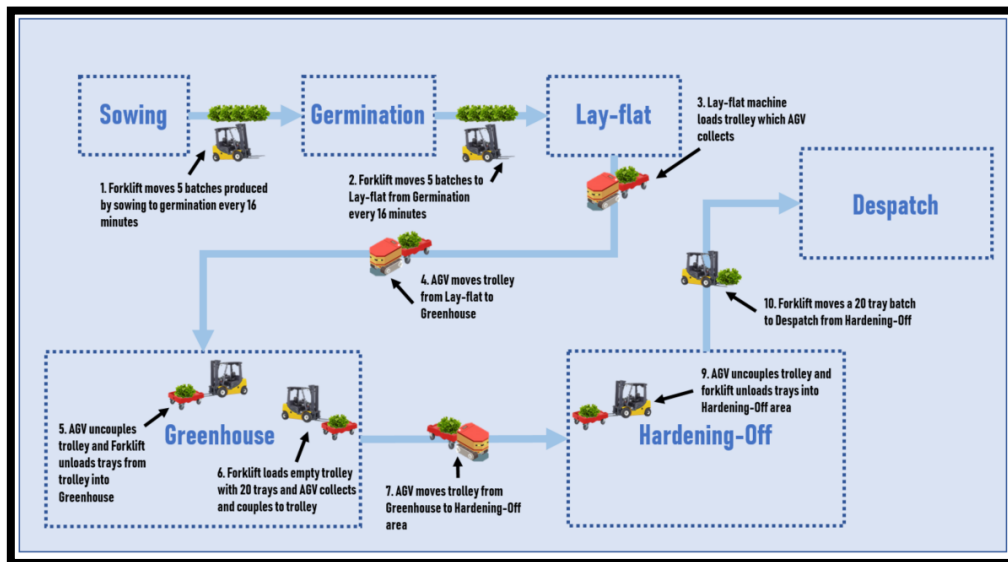 Sowing
Germination
Lay-flat
3. Lay-flat machine
loads trolley which AGV
collects
1. Forklift moves 5 batches produced
by sowing to germination every 16
minutes
2. Forklift moves 5 batches to
Lay-flat from Germination
every 16 minutes
Despatch
4. AGV moves trolley
from Lay-flat to
Greenhouse
10. Forklift moves a 20 tray batch
to Despatch from Hardening-Off
5. AGV uncouples
trolley and Forklift
unloads trays from
trolley into
Greenhouse
Greenhouse
6. Forklift loads empty trolley
with 20 trays and AGV collects
and couples to trolley
7. AGV moves trolley from
Greenhouse to Hardening-Off
area
9. AGV uncouples trolley and
forklift unloads trays into
Hardening-Off area
Hardening-Off